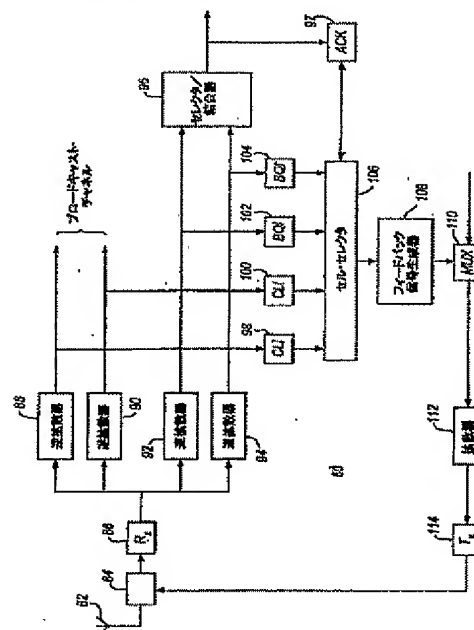 ブロードキャスト
チャネル
96
セレクタ/
結合器
97
ACK
88
逆拡散器
90
逆拡散器
92
逆拡散器
94
逆拡散器
98
CLI
100
CLI
102
BQI
104
BQI
106
セル・セレクタ
108
フィードバック
信号生成器
110
MUX
112
拡散器
114
Tx
86
Rx
84
82
80